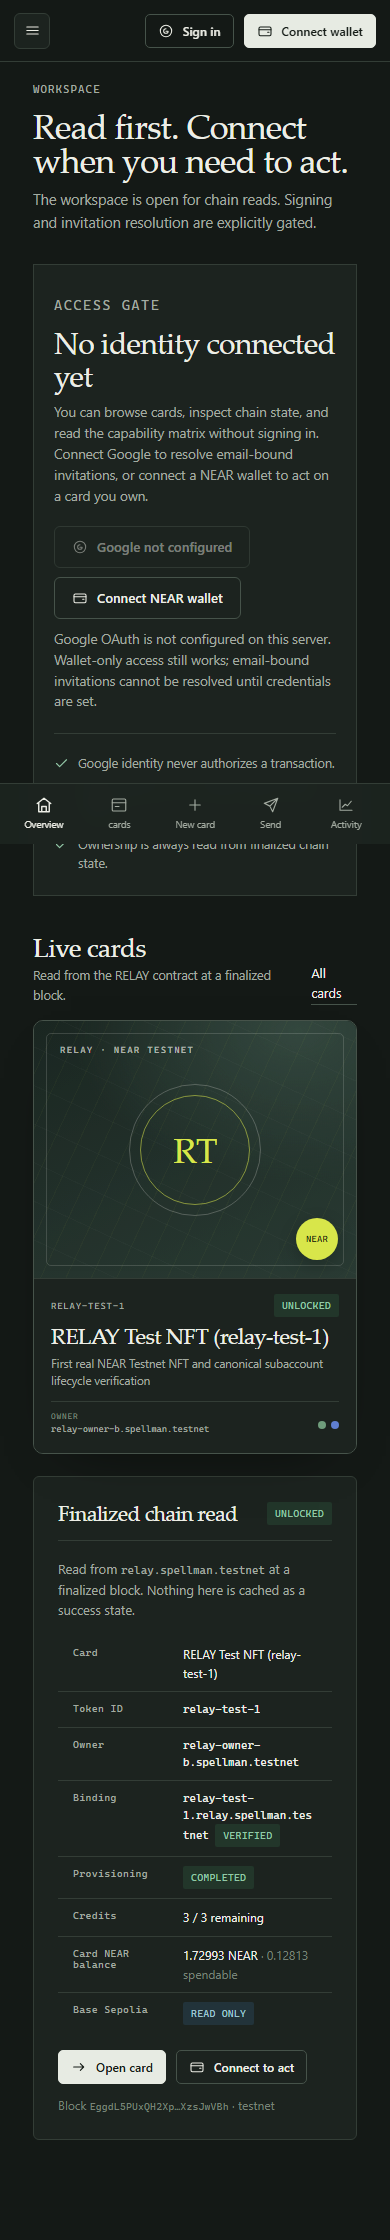 Sign in
Connect wallet
WORKSPACE
Read first. Connect
when you need to act.
The workspace is open for chain reads. Signing
and invitation resolution are explicitly gated.
ACCESS GATE
No identity connected
yet
You can browse cards, inspect chain state, and
read the capability matrix without signing in.
Connect Google to resolve email-bound
invitations, or connect a NEAR wallet to act on
a card you own.
Google not configured
Connect NEAR wallet
Google OAuth is not configured on this server.
Wallet-only access still works; email-bound
invitations cannot be resolved until credentials
are set.
Google identity never authorizes a transaction.
Overview
cards
New card
Send
Activity
Ownership is always read from finalized chain
state.
Live cards
Read from the RELAY contract at a finalized
block.
All
cards
RELAY · NEAR TESTNET
RT
NEAR
RELAY-TEST-1
UNLOCKED
RELAY Test NFT (relay-test-1)
First real NEAR Testnet NFT and canonical subaccount
lifecycle verification
OWNER
relay-owner-b.spellman.testnet
Finalized chain read
UNLOCKED
Read from relay.spellman.testnet at a
finalized block. Nothing here is cached as a
success state.
Card
RELAY Test NFT (relay-
test-1)
Token ID
relay-test-1
Owner
relay-owner-
b.spellman.testnet
Binding
relay-test-
1.relay.spellman.tes
tnet VERIFIED
Provisioning
COMPLETED
Credits
3 / 3 remaining
Card NEAR
balance
1.72993 NEAR · 0.12813
spendable
Base Sepolia
READ ONLY
Open card
Connect to act
Block EggdL5PUxQH2Xp…XzsJwVBh · testnet